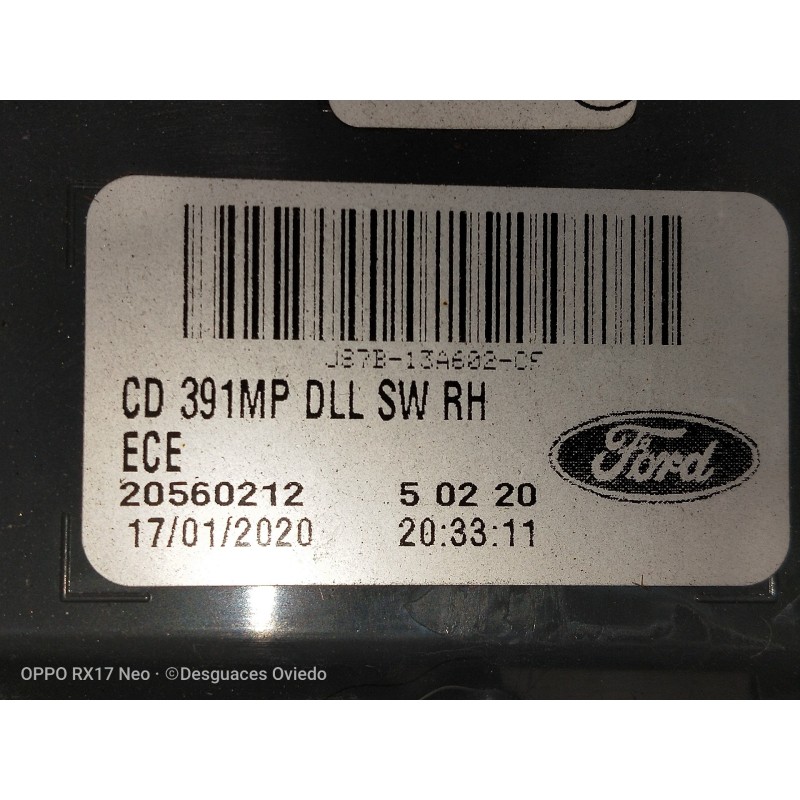 J87B-13A602-CF
CD 391MP DLL SW RH
ECE
Ford
20560212 5 02 20
17/01/2020 20:33:11
OPPO RX17 Neo · ©Desguaces Oviedo